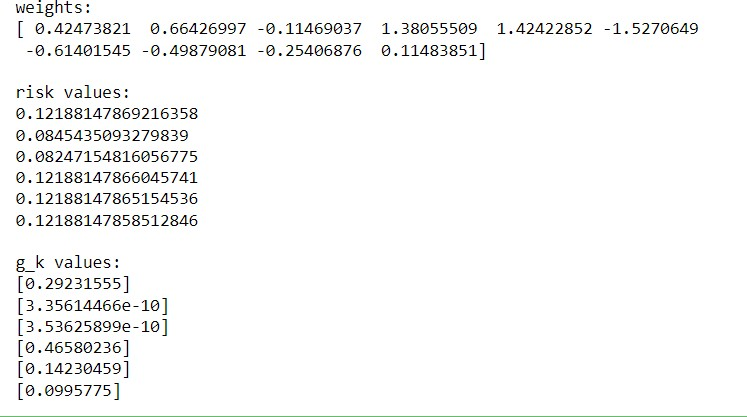 weights:
[ 0.42473821  0.66426997 -0.11469037  1.38055509  1.42422852 -1.5270649
 -0.61401545 -0.49879081 -0.25406876  0.11483851]
risk values:
0.12188147869216358
0.0845435093279839
0.08247154816056775
0.12188147866045741
0.12188147865154536
0.12188147858512846
g_k values:
[0.29231555]
[3.35614466e-10]
[3.53625899e-10]
[0.46580236]
[0.14230459]
[0.0995775]